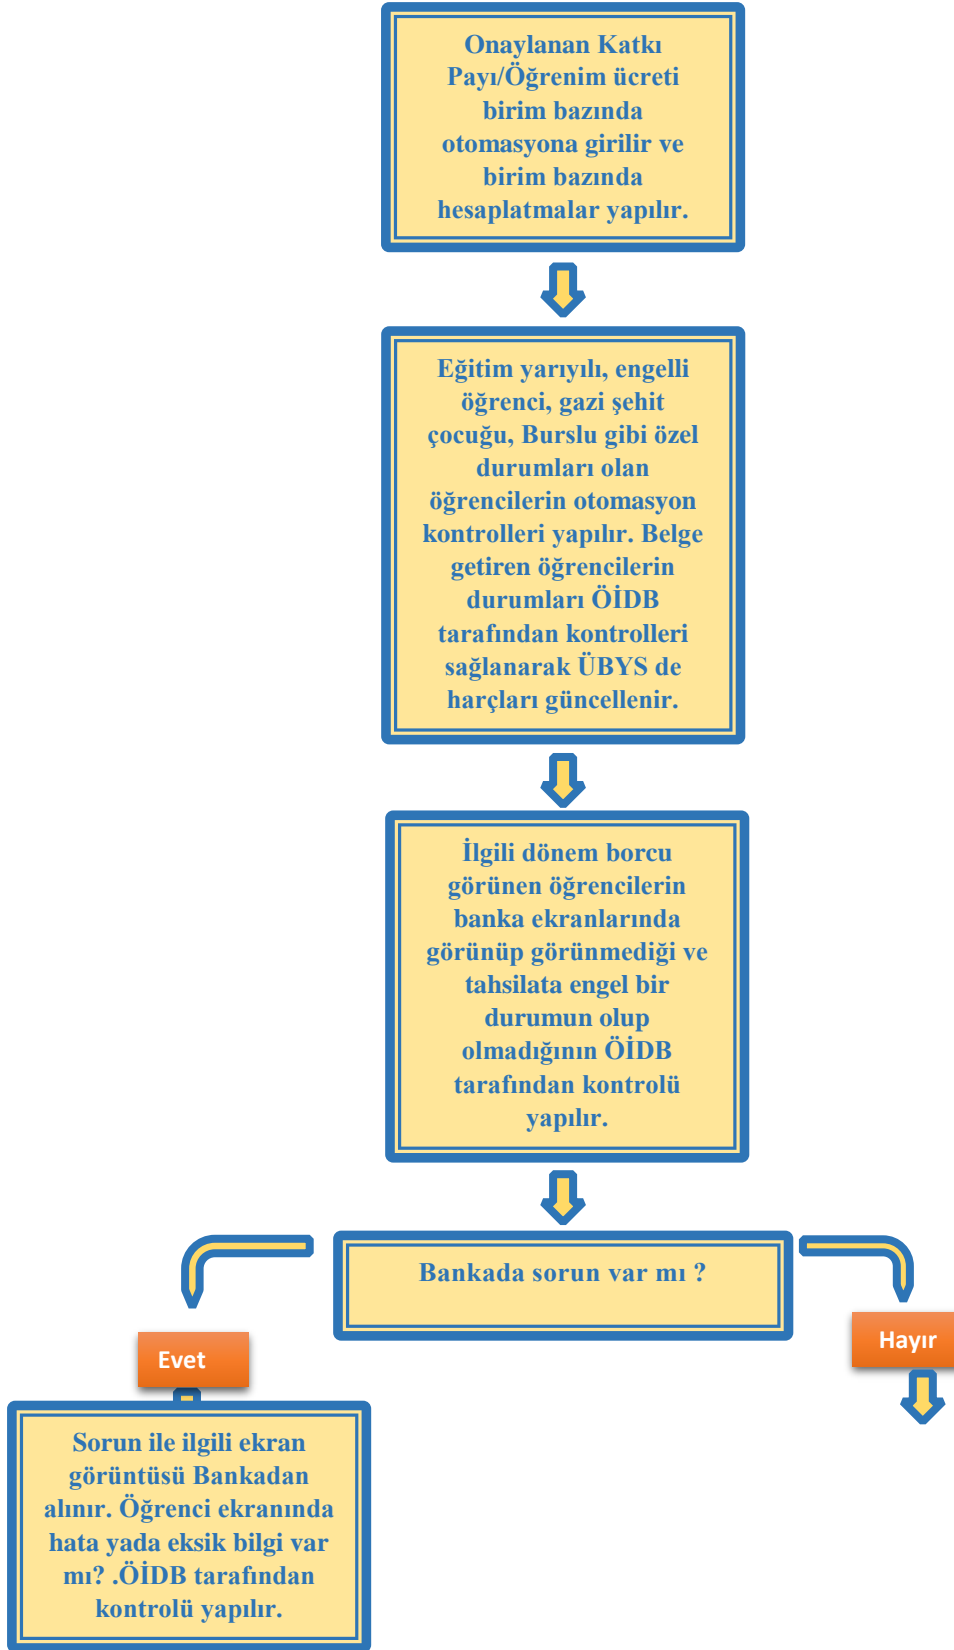 Onaylanan Katkı
Payı/Öğrenim ücreti
birim bazında
otomasyona girilir ve
birim bazında
hesaplatmalar yapılır.
Eğitim yarıyılı, engelli
öğrenci, gazi şehit
çocuğu, Burslu gibi özel
durumları olan
öğrencilerin otomasyon
kontrolleri yapılır. Belge
getiren öğrencilerin
durumları ÖİDB
tarafından kontrolleri
sağlanarak ÜBYS de
harçları güncellenir.
İlgili dönem borcu
görünen öğrencilerin
banka ekranlarında
görünüp görünmediği ve
tahsilata engel bir
durumun olup
olmadığının ÖİDB
tarafından kontrolü
yapılır.
Bankada sorun var mı ?
Hayır
Evet
Sorun ile ilgili ekran
görüntüsü Bankadan
alınır. Öğrenci ekranında
hata yada eksik bilgi var
mı? .ÖİDB tarafından
kontrolü yapılır.